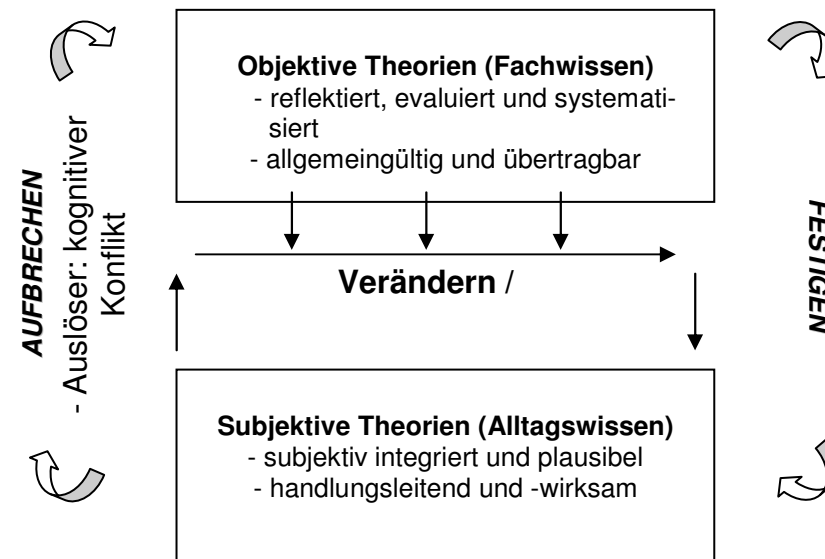 Objektive Theorien (Fachwissen)
- reflektiert, evaluiert und systemati-
siert
- allgemeingültig und übertragbar
AUFBRECHEN
- Auslöser: kognitiver
Konflikt
Verändern /
FESTIGEN
Subjektive Theorien (Alltagswissen)
- subjektiv integriert und plausibel
- handlungsleitend und -wirksam